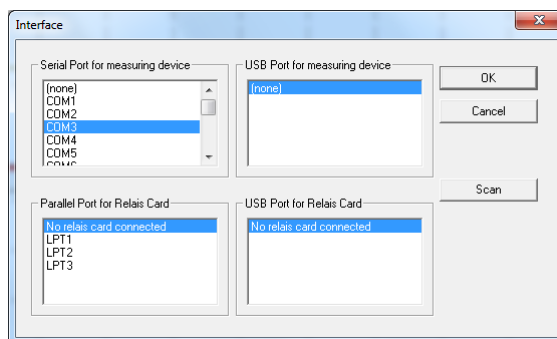 Interface
Serial Port for measuring device
(none)
COM1
COM2
COM3
COM4
COM5
COM6
USB Port for measuring device
(none)
OK
Cancel
Scan
Parallel Port for Relais Card
No relais card connected
LPT1
LPT2
LPT3
USB Port for Relais Card
No relais card connected